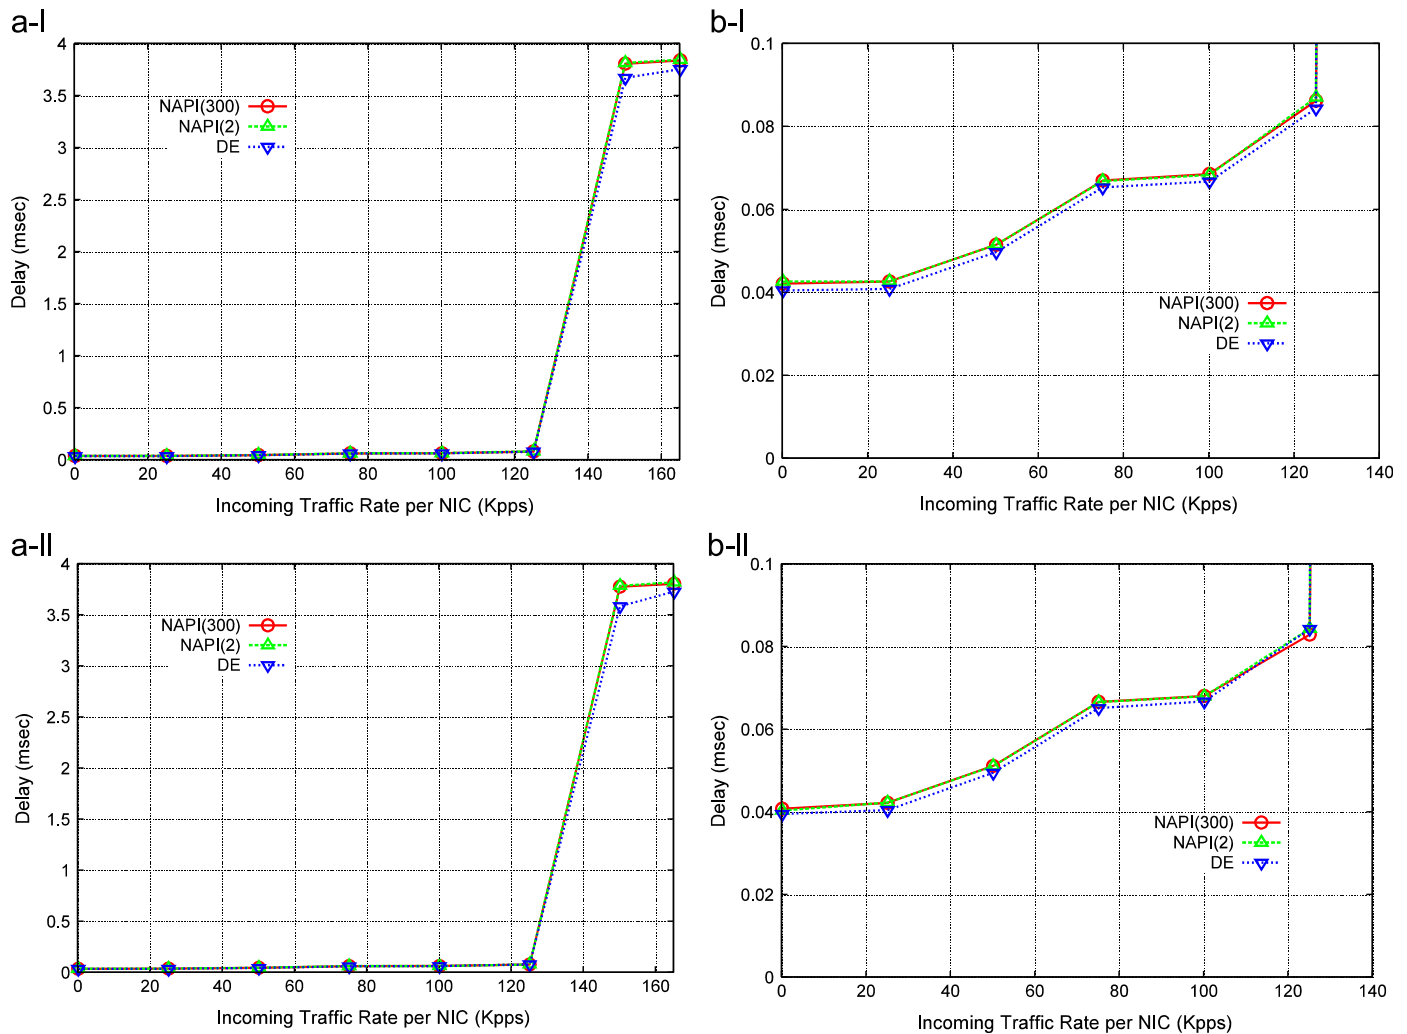 a-I
4
3.5
3
2.5
2
1.5
1
0.5
0
Delay (msec)
NAPI(300)
NAPI(2)
DE
0 20 40 60 80 100 120 140 160
Incoming Traffic Rate per NIC (Kpps)
b-I
0.1
0.08
0.06
0.04
0.02
0
Delay (msec)
NAPI(300)
NAPI(2)
DE
0 20 40 60 80 100 120 140
Incoming Traffic Rate per NIC (Kpps)
a-II
4
3.5
3
2.5
2
1.5
1
0.5
0
Delay (msec)
NAPI(300)
NAPI(2)
DE
0 20 40 60 80 100 120 140 160
Incoming Traffic Rate per NIC (Kpps)
b-II
0.1
0.08
0.06
0.04
0.02
0
Delay (msec)
NAPI(300)
NAPI(2)
DE
0 20 40 60 80 100 120 140
Incoming Traffic Rate per NIC (Kpps)